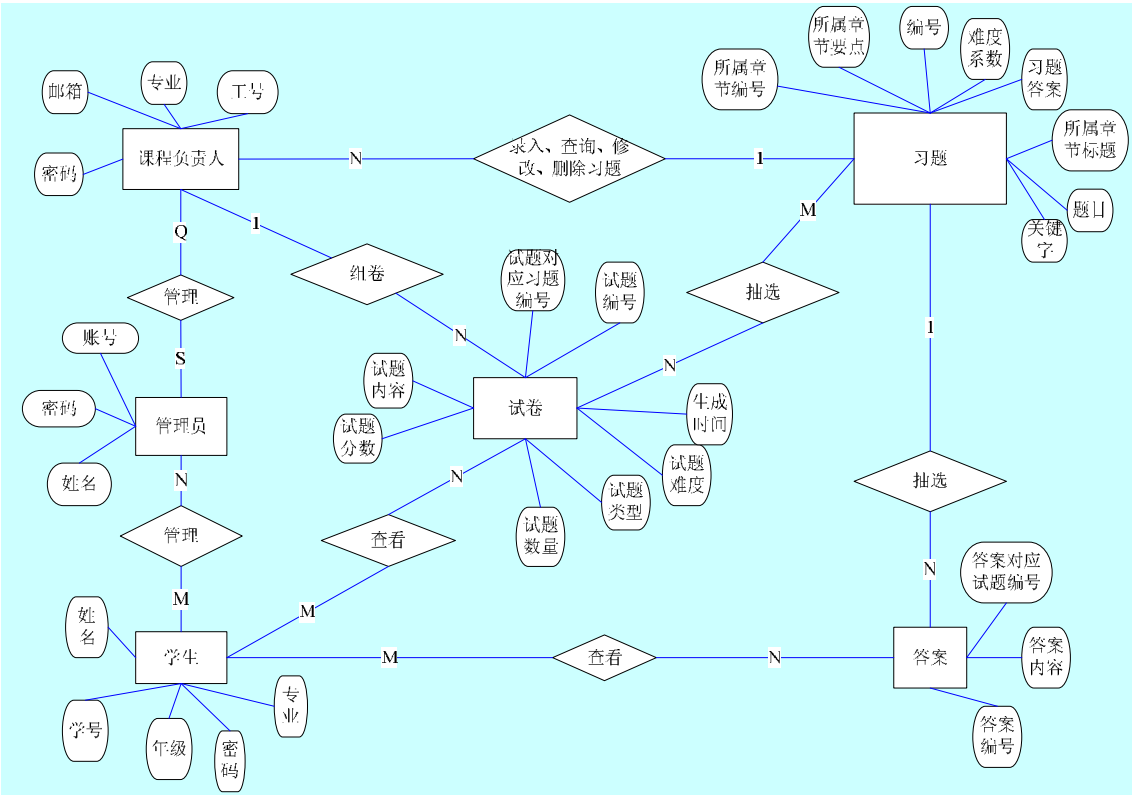 所属章
节要点
编号
难度
系数
所属章
节编号
习题
答案
邮箱
专业
工号
所属章
节标题
密码
课程负责人
N
录入、查询、修
改、删除习题
1
习题
题目
关键
字
M
Q
1
组卷
试题对
应习题
编号
试题
编号
抽选
管理
账号
S
N
1
N
试题
内容
密码
管理员
试卷
生成
时间
试题
分数
姓名
N
N
试题
难度
抽选
试题
类型
管理
查看
试题
数量
N
答案对应
试题编号
M
M
姓
名
学生
M
查看
N
答案
答案
内容
学号
年级
密
码
专
业
答案
编号